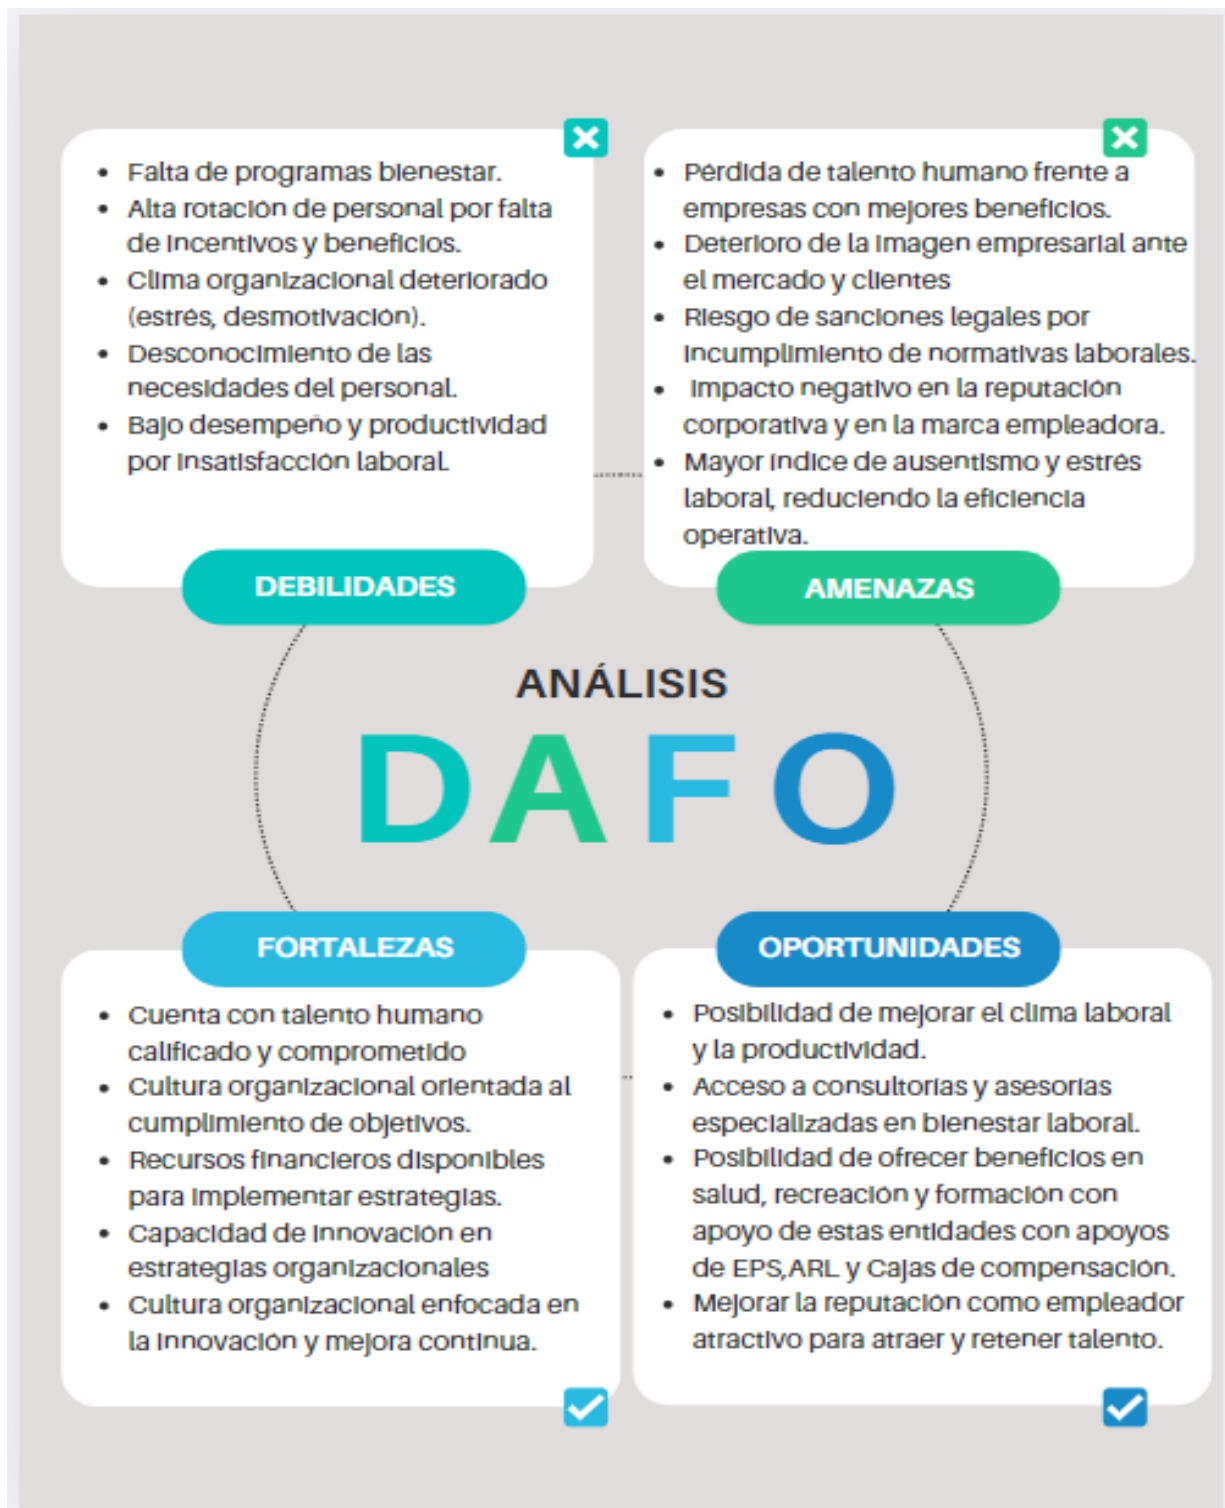 • Falta de programas bienestar.
• Alta rotación de personal por falta
de incentivos y beneficios.
• Clima organizacional deteriorado
(estrés, desmotivación).
• Desconocimiento de las
necesidades del personal.
• Bajo desempeño y productividad
por insatisfacción laboral.
DEBILIDADES
• Pérdida de talento humano frente a
empresas con mejores beneficios.
• Deterioro de la imagen empresarial ante
el mercado y clientes
• Riesgo de sanciones legales por
incumplimiento de normativas laborales.
• Impacto negativo en la reputación
corporativa y en la marca empleadora.
• Mayor índice de ausentismo y estrés
laboral, reduciendo la eficiencia
operativa.
AMENAZAS
ANÁLISIS
DAFO
FORTALEZAS
• Cuenta con talento humano
calificado y comprometido
• Cultura organizacional orientada al
cumplimiento de objetivos.
• Recursos financieros disponibles
para implementar estrategias.
• Capacidad de innovación en
estrategias organizacionales
• Cultura organizacional enfocada en
la innovación y mejora continua.
OPORTUNIDADES
• Posibilidad de mejorar el clima laboral
y la productividad.
• Acceso a consultorías y asesorías
especializadas en bienestar laboral.
• Posibilidad de ofrecer beneficios en
salud, recreación y formación con
apoyo de estas entidades con apoyos
de EPS,ARL y Cajas de compensación.
• Mejorar la reputación como empleador
atractivo para atraer y retener talento.